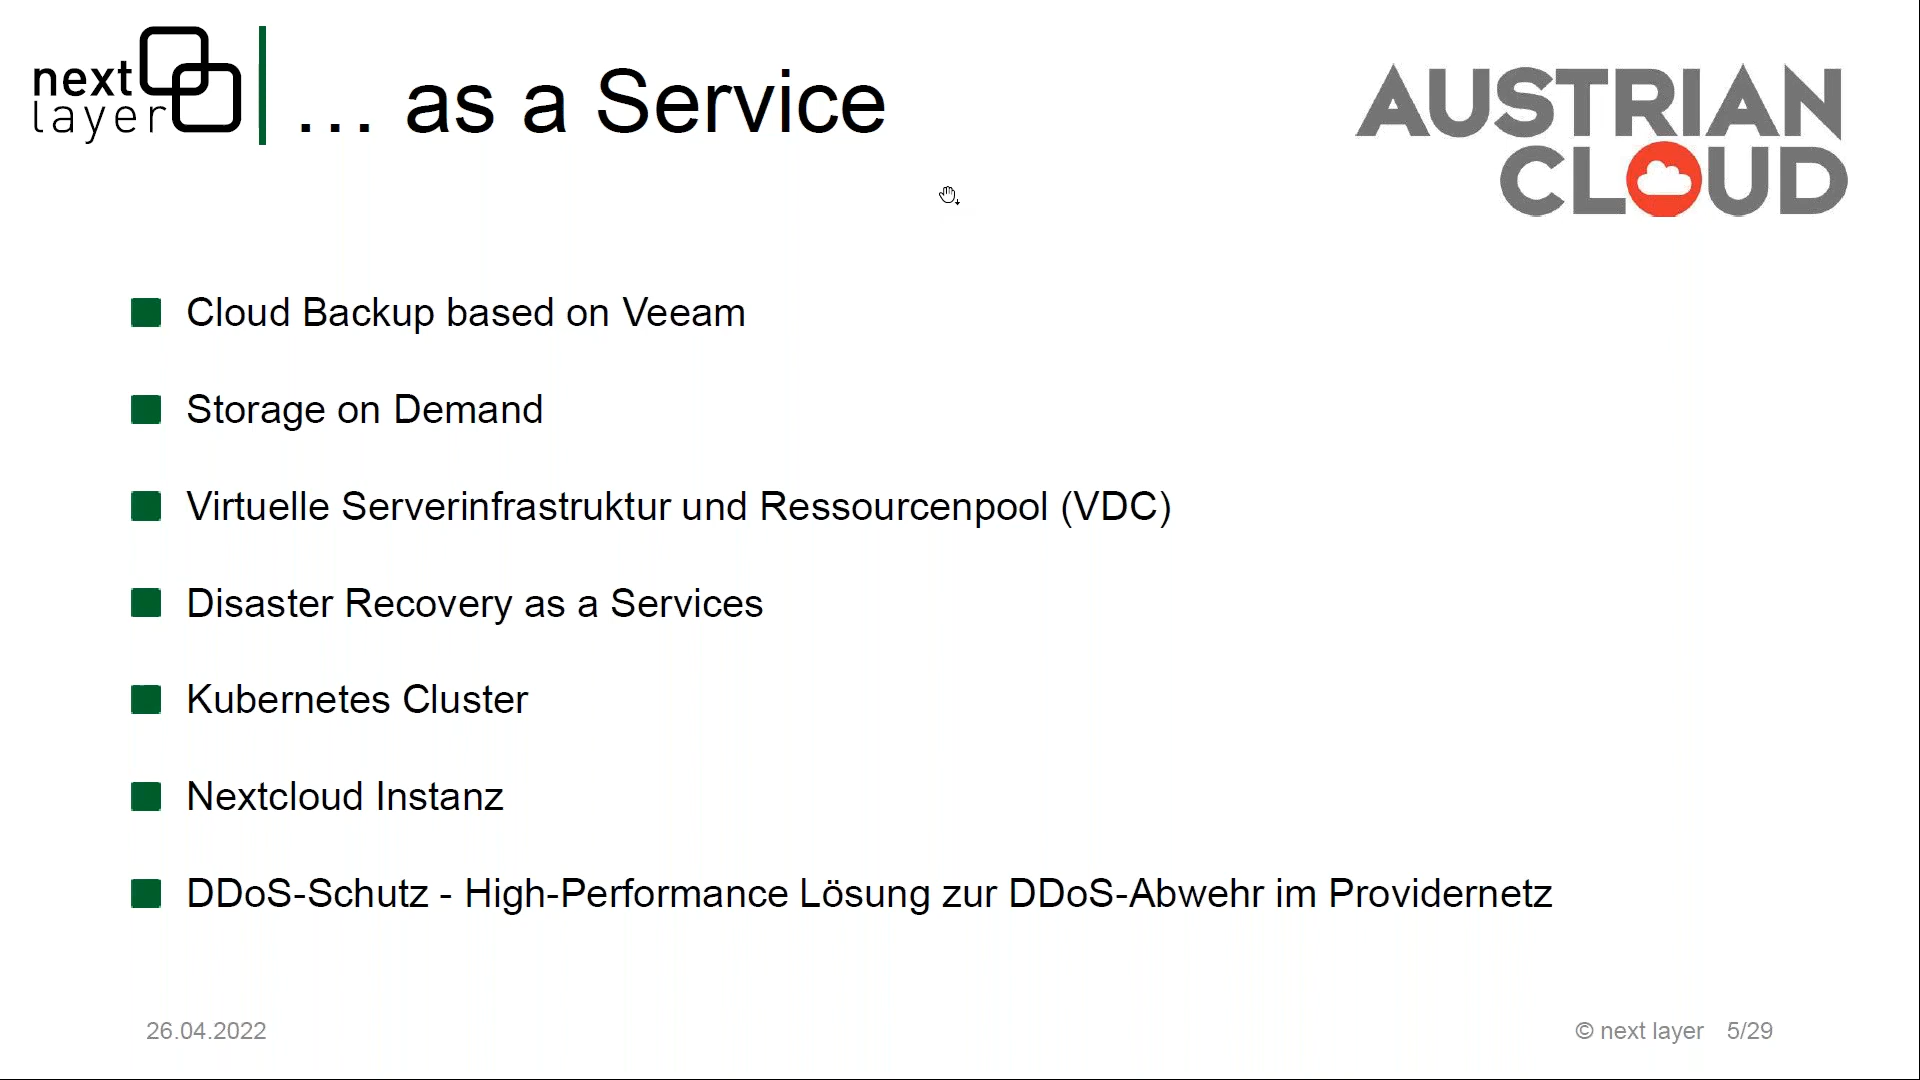 next
layer
… as a Service
AUSTRIAN
CLOUD
Cloud Backup based on Veeam
Storage on Demand
Virtuelle Serverinfrastruktur und Ressourcenpool (VDC)
Disaster Recovery as a Services
Kubernetes Cluster
Nextcloud Instanz
DDoS-Schutz - High-Performance Lösung zur DDoS-Abwehr im Providernetz
26.04.2022
© next layer 5/29